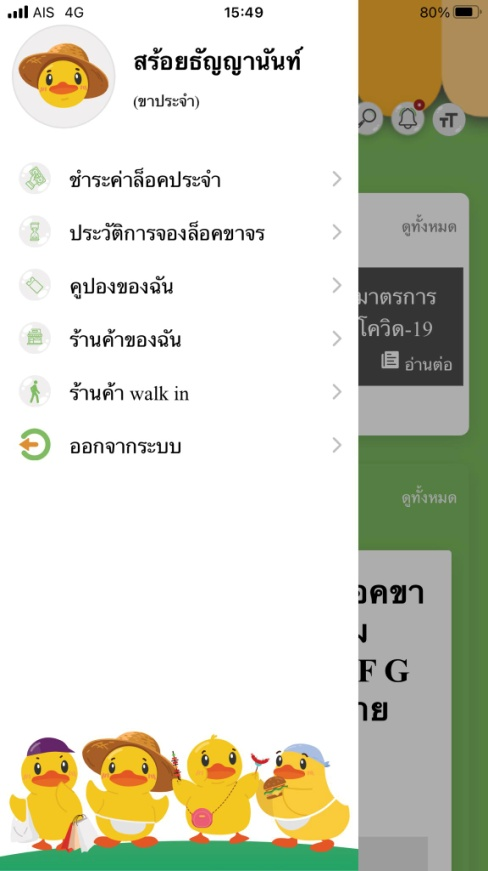 AIS 4G 15:49 80%
สร้อยธัญญานันท์
(ขาประจำ)
ชำระค่าล็อคประจำ
ประวัติการจองล็อคขาจร
คูปองของฉัน
ร้านค้าของฉัน
ร้านค้า walk in
ออกจากระบบ
TT
ดูทั้งหมด
มาตรการ
โควิด-19
อ่านต่อ
ดูทั้งหมด
อคขา
F G
าย